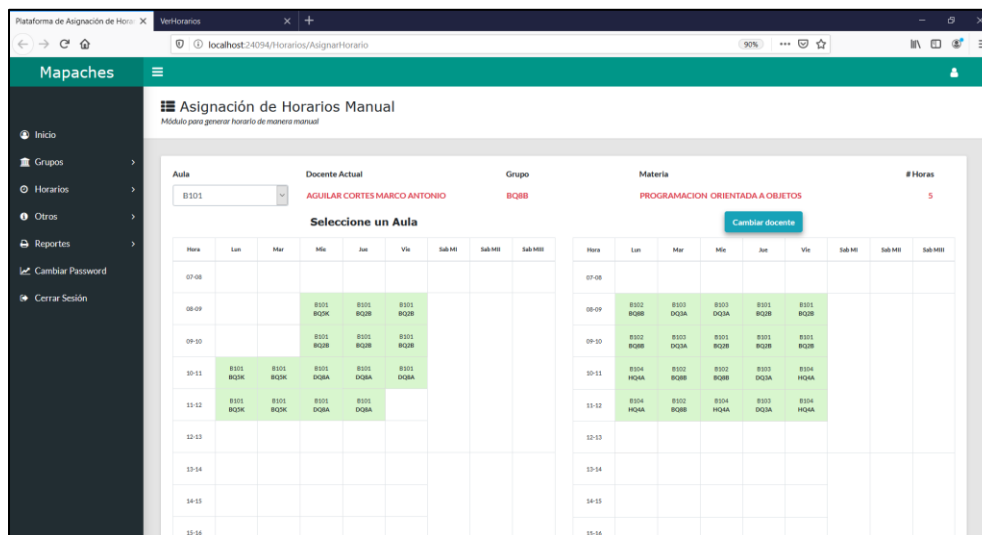 Plataforma de Asignación de Horar
VerHorarios
localhost:24094/Horarios/AsignarHorario
90%
Mapaches
Asignación de Horarios Manual
Módulo para generar horario de manera manual
Inicio
Grupos
Horarios
Otros
Reportes
Cambiar Password
Cerrar Sesión
Aula Docente Actual Grupo Materia # Horas
B101 AGUILAR CORTES MARCO ANTONIO BQ8B PROGRAMACION ORIENTADA A OBJETOS 5
Seleccione un Aula
Cambiar docente
Hora Lun Mar Mie Jue Vie Sab MI Sab MII Sab MIII
07-08
08-09 B101 B101 B101
BQ5K BQ2B BQ2B
09-10 B101 B101 B101
BQ2B BQ2B BQ2B
10-11 B101 B101 B101 B101 B101
BQ5K BQ5K DQ8A DQ8A DQ8A
11-12 B101 B101 B101 B101
BQ5K BQ5K DQ8A DQ8A
12-13
13-14
14-15
15-16
Hora Lun Mar Mie Jue Vie Sab MI Sab MII Sab MIII
07-08
08-09 B102 B103 B103 B101 B101
BQ8B DQ3A DQ3A BQ2B BQ2B
09-10 B102 B103 B101 B101 B101
BQ8B DQ3A BQ2B BQ2B BQ2B
10-11 B104 B102 B102 B103 B104
HQ4A BQ8B BQ8B DQ3A HQ4A
11-12 B104 B102 B104 B103 B104
HQ4A BQ8B HQ4A DQ3A HQ4A
12-13
13-14
14-15
15-16